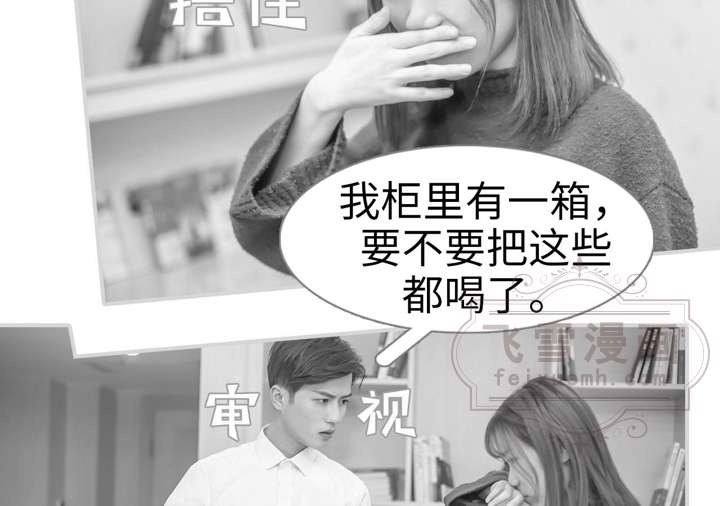 捂住
我柜里有一箱，
要不要把这些
都喝了。
飞雪漫画
审视